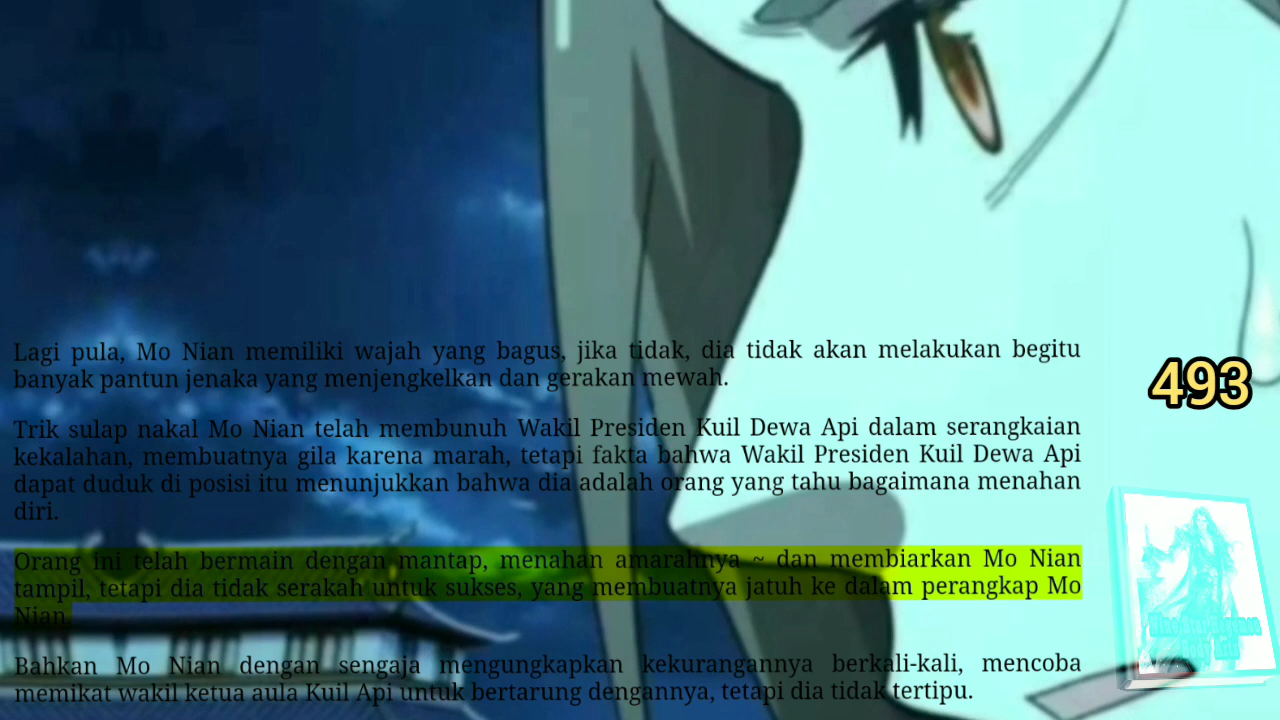 Lagi pula, Mo Nian memiliki wajah yang bagus, jika tidak, dia tidak akan melakukan begitu
banyak pantun jenaka yang menjengkelkan dan gerakan mewah.
Trik sulap nakal Mo Nian telah membunuh Wakil Presiden Kuil Dewa Api dalam serangkaian
kekalahan, membuatnya gila karena marah, tetapi fakta bahwa Wakil Presiden Kuil Dewa Api
dapat duduk di posisi itu menunjukkan bahwa dia adalah orang yang tahu bagaimana menahan
diri.
Orang ini telah bermain dengan mantap, menahan amarahnya ~ dan membiarkan Mo Nian
tampil, tetapi dia tidak serakah untuk sukses, yang membuatnya jatuh ke dalam perangkap Mo
Nian.
Bahkan Mo Nian dengan sengaja mengungkapkan kekurangannya berkali-kali, mencoba
memikat wakil ketua aula Kuil Api untuk bertarung dengannya, tetapi dia tidak tertipu.
493